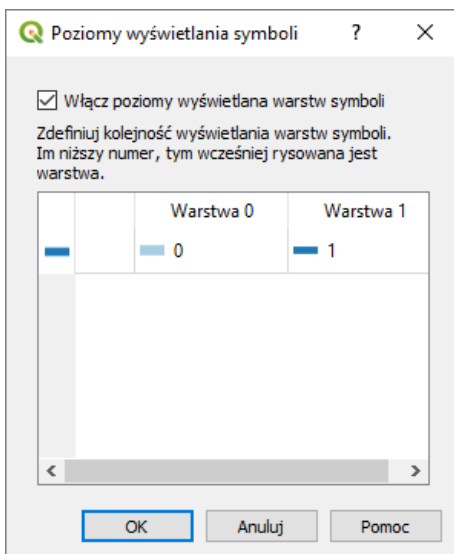 Poziomy wyświetlania symboli
Włącz poziomy wyświetlana warstw symboli
Zdefiniuj kolejność wyświetlania warstw symboli.
Im niższy numer, tym wcześniej rysowana jest
warstwa.
Warstwa 0 Warstwa 1
0 1
OK Anuluj Pomoc